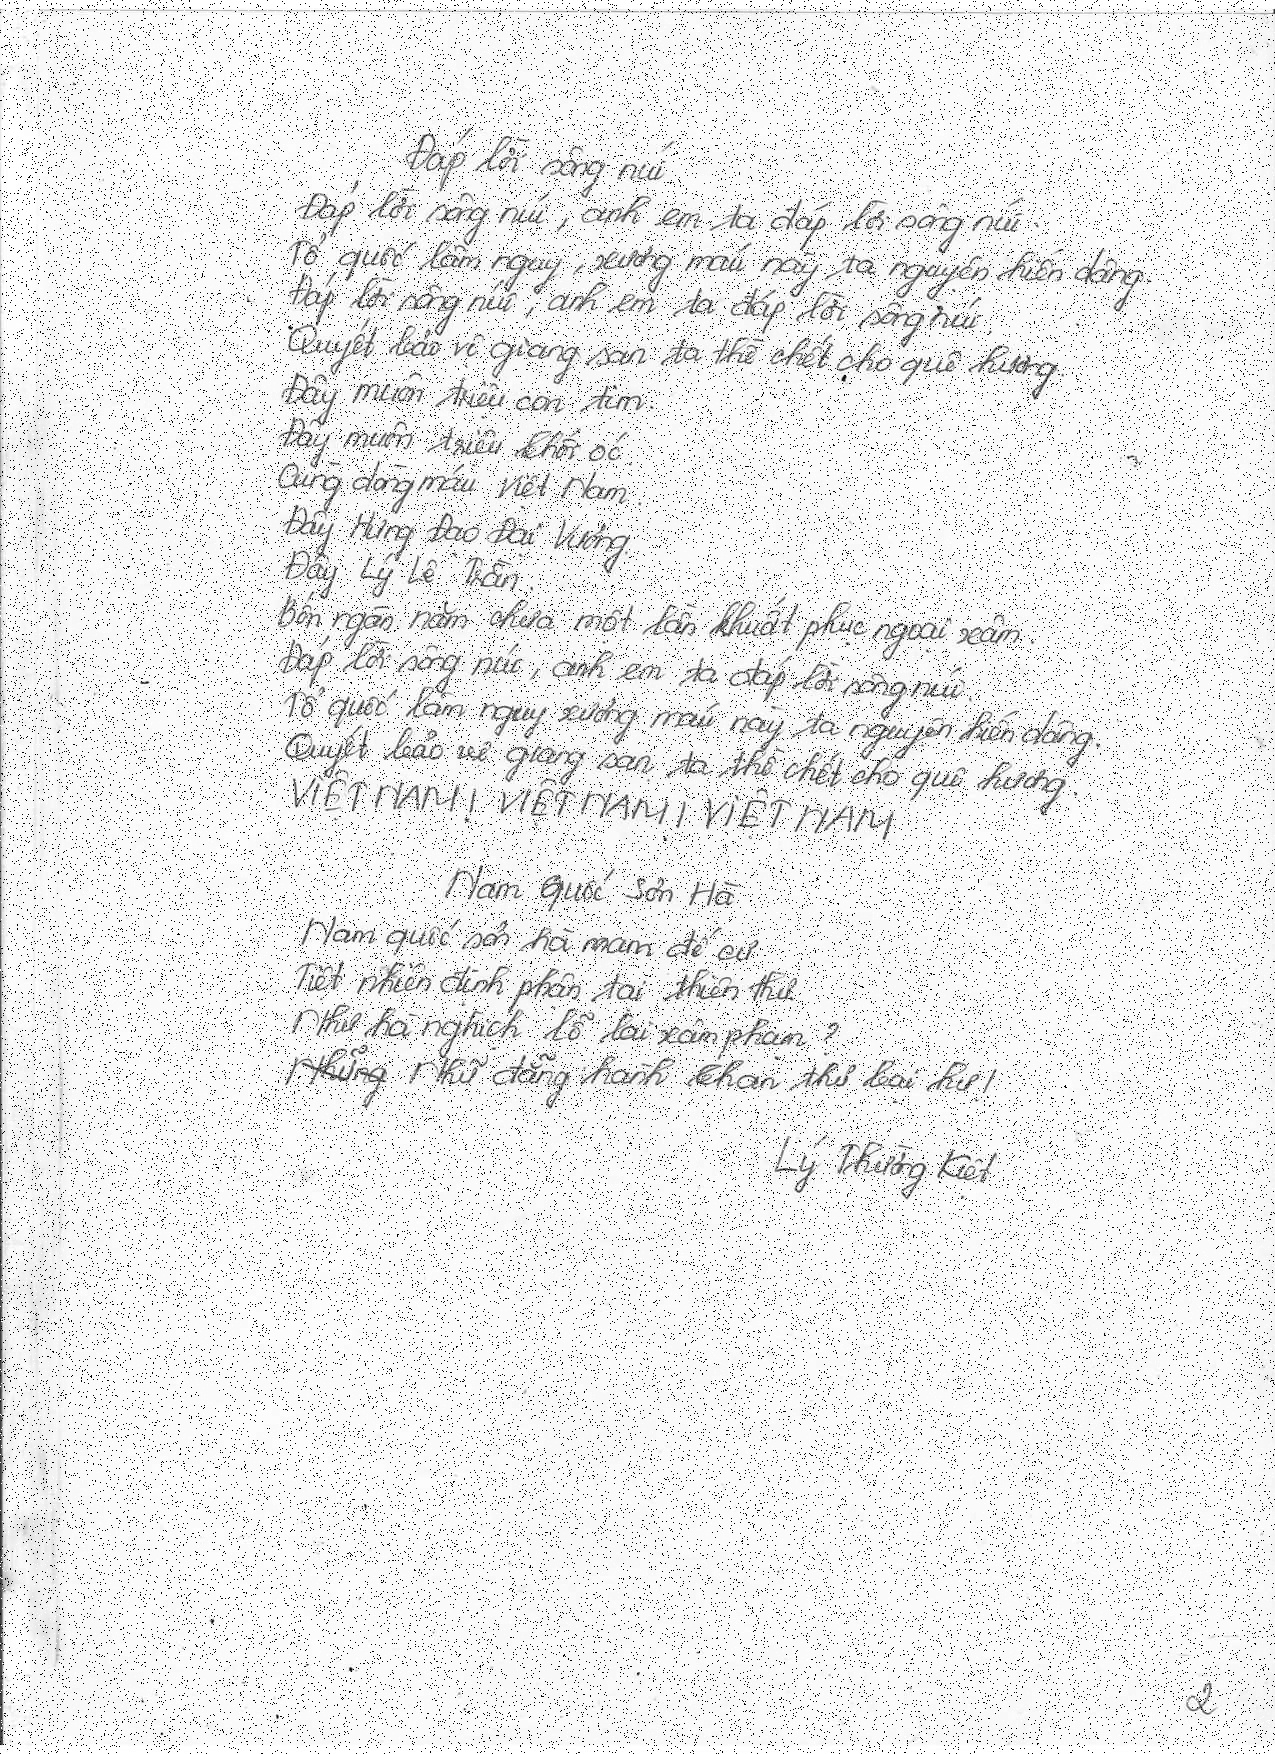 Đáp lời sông núi
Đáp lời sông núi, anh em ta đáp lời sông núi.
Tổ quốc lâm nguy, xương máu này ta nguyện hiến dâng.
Đáp lời sông núi, anh em ta đáp lời sông núi.
Quyết bảo vệ giang san ta thề chết cho quê hương.
Đây muôn triệu con tim.
Đây muôn triệu khối óc
Cùng dòng máu Việt Nam.
Đây Hưng Đạo Đại Vương
Đây Lý Lê Trần.
Bốn ngàn năm chưa một lần khuất phục ngoại xâm.
Đáp lời sông núi, anh em ta đáp lời sông núi.
Tổ quốc lâm nguy xương máu này ta nguyện hiến dâng.
Quyết bảo vệ giang san ta thề chết cho quê hương.
VIỆT NAM! VIỆT NAM! VIỆT NAM
Nam Quốc Sơn Hà
Nam quốc sơn hà mam đế cư
Tiệt nhiên định phận tại thiên thư
Như hà nghịch lỗ lai xâm phạm?
Những Nhữ đẵng hành khan thủ bại hư!
Lý Thường Kiệt
2